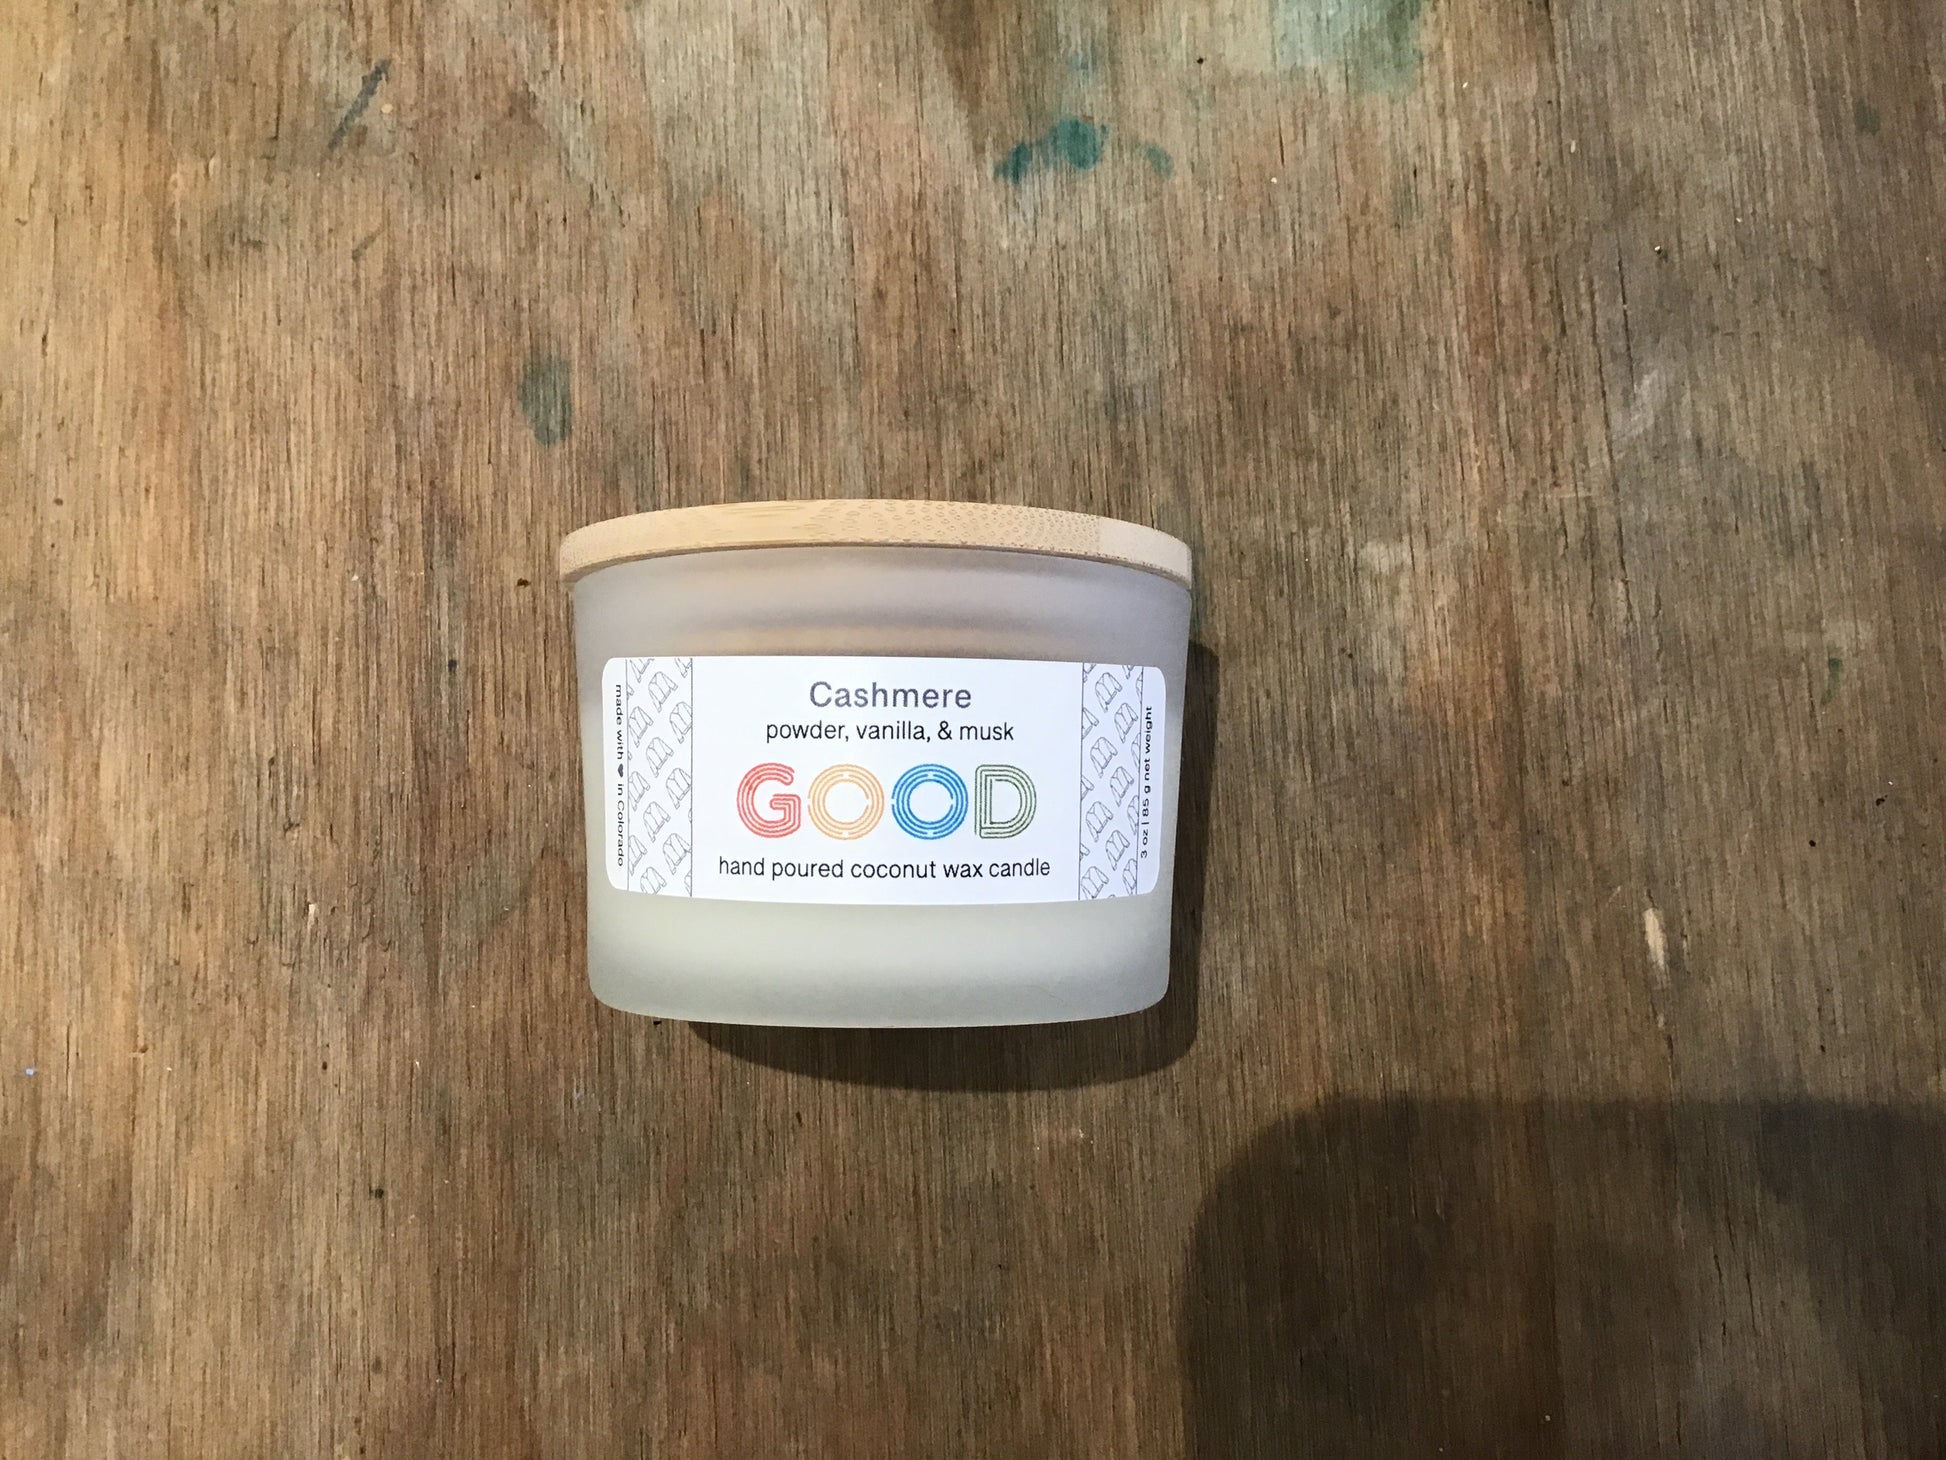 Cashmere
powder, vanilla, & musk
GOOD
hand poured coconut wax candle
made with ❤ in Colorado
3 oz | 85 g net weight